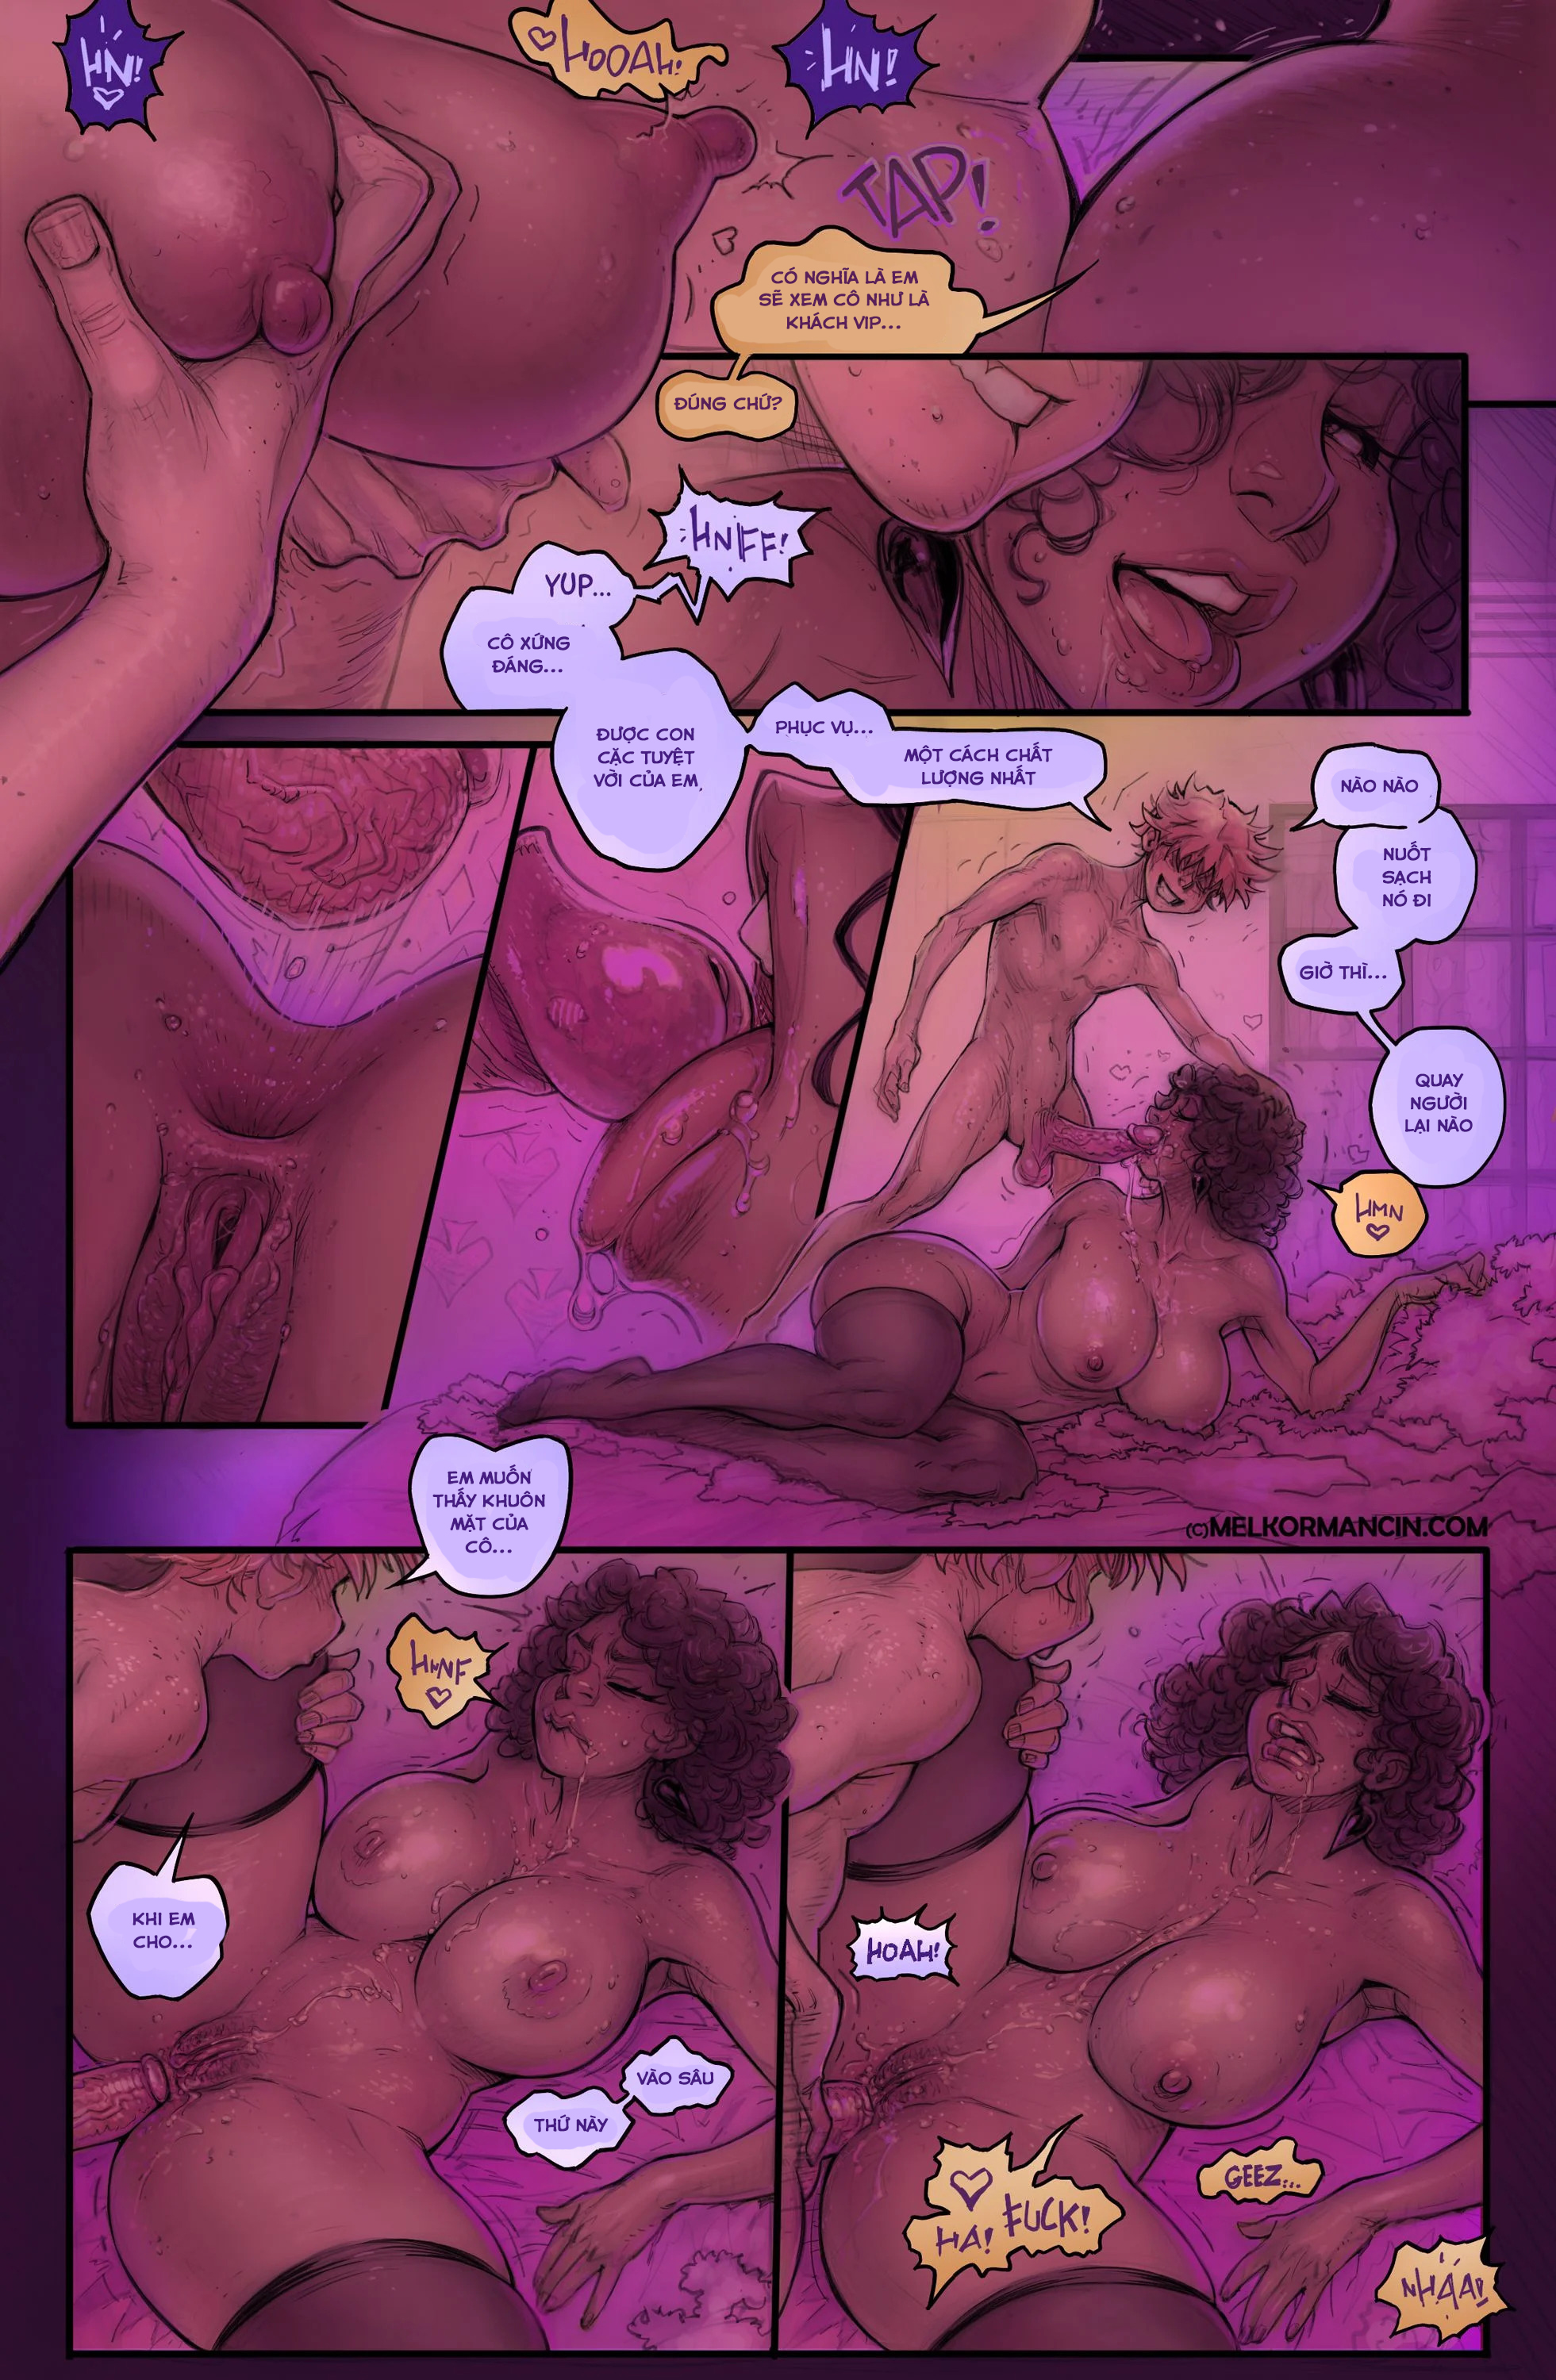 HN!
HOOAH!
HN!
TAP!
CÓ NGHĨA LÀ EM
SẼ XEM CÔ NHƯ LÀ
KHÁCH VIP...
ĐÚNG CHỨ?
HNFF!
YUP...
CÔ XỨNG
ĐÁNG...
ĐƯỢC CON
CẶC TUYỆT
VỜI CỦA EM,
PHỤC VỤ...
MỘT CÁCH CHẤT
LƯỢNG NHẤT
NÀO NÀO
NUỐT
SẠCH
NÓ ĐI
GIỜ THÌ...
QUAY
NGƯỜI
LẠI NÀO
HMN
EM MUỐN
THẤY KHUÔN
MẶT CỦA
CÔ...
(C)MELKORMANCIN.COM
HMNF
KHI EM
CHO...
THỨ NÀY
VÀO SÂU
HOAH!
HA! FUCK!
GEEZ...
NHAA!